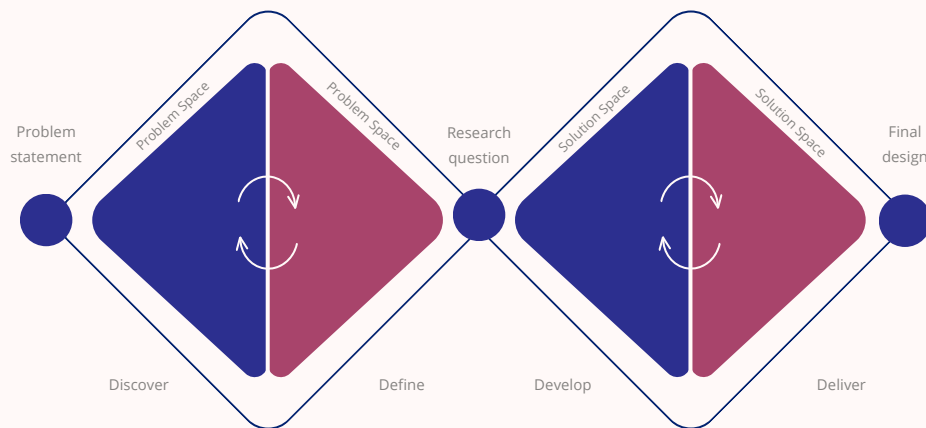 Problem Space
Problem Space
Solution Space
Solution Space
Problem
statement
Research
question
Final
design
Discover
Define
Develop
Deliver